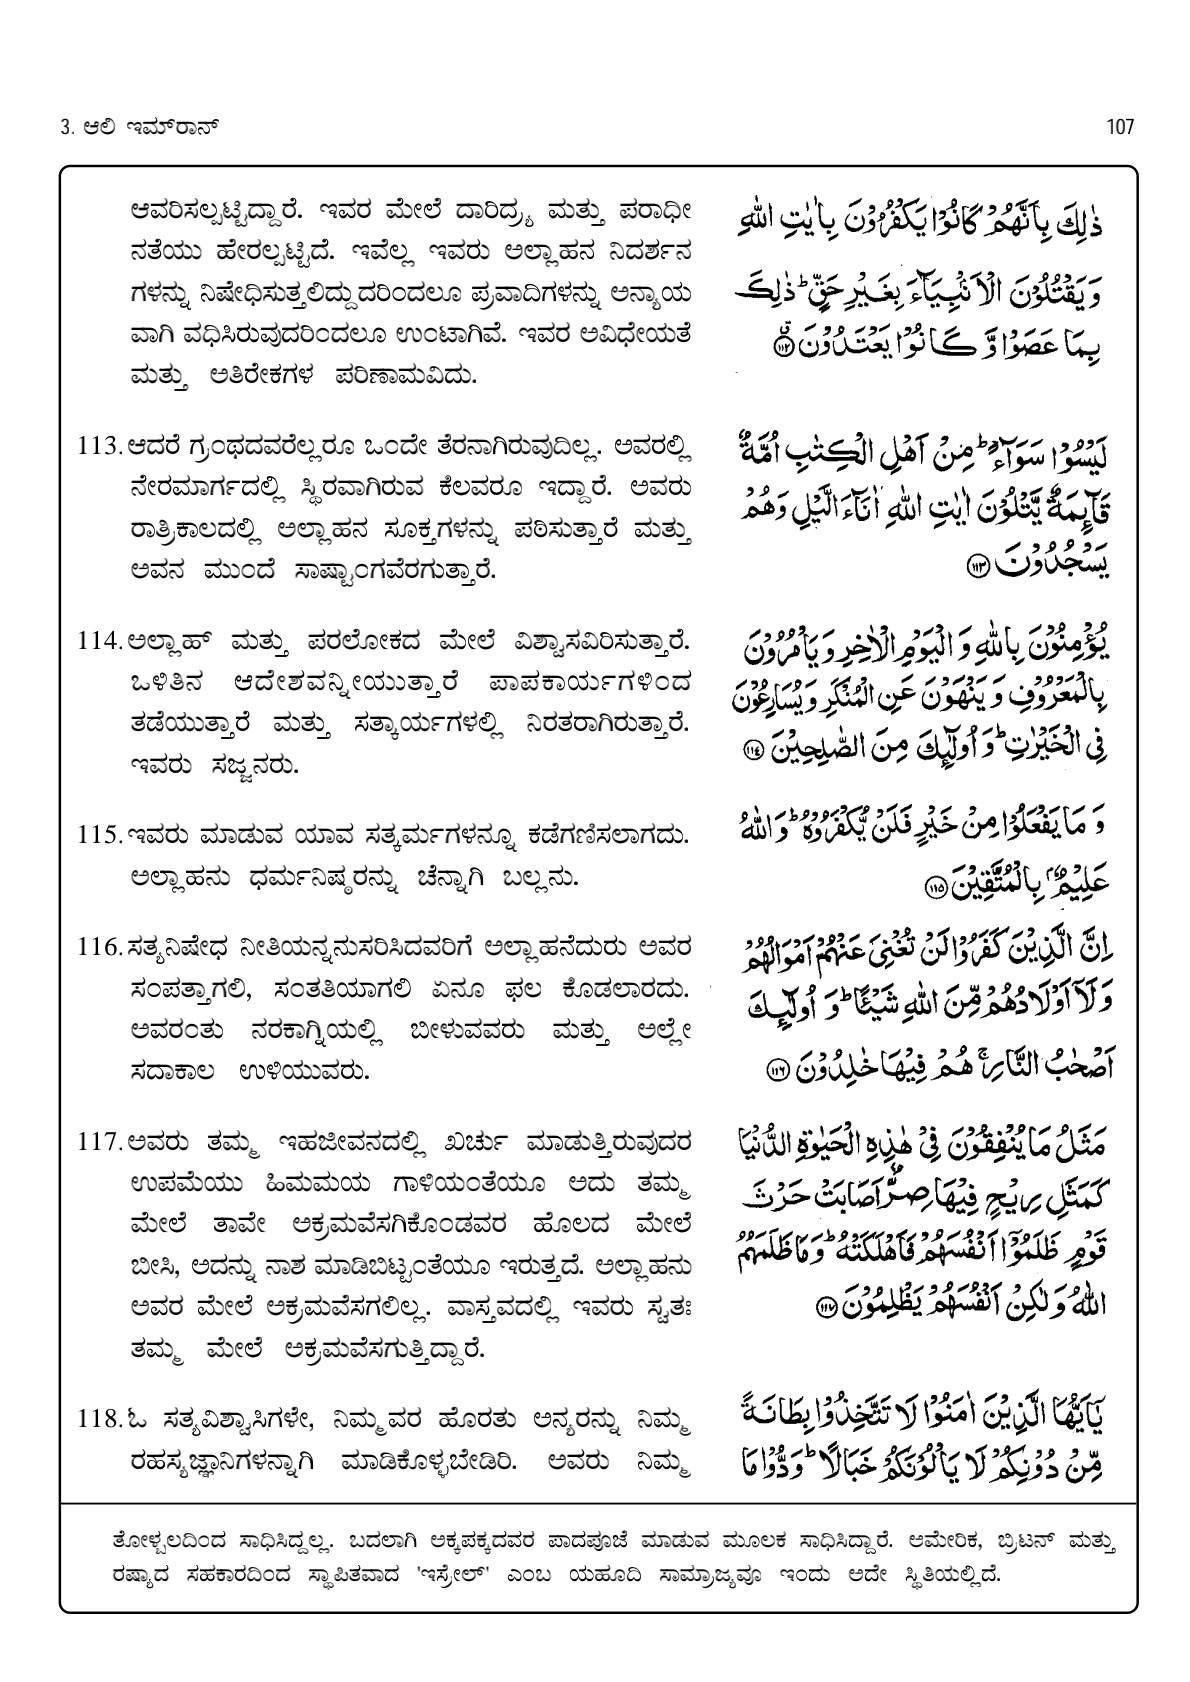 3. ಆಲಿ ಇಮ್‌ರಾನ್
107
ಆವರಿಸಲ್ಪಟ್ಟಿದ್ದಾರೆ. ಇವರ ಮೇಲೆ ದಾರಿದ್ರ್ಯ ಮತ್ತು ಪರಾಧೀ
ನತೆಯು ಹೇರಲ್ಪಟ್ಟಿದೆ. ಇವೆಲ್ಲ ಇವರು ಅಲ್ಲಾಹನ ನಿದರ್ಶನ
ಗಳನ್ನು ನಿಷೇಧಿಸುತ್ತಲಿದ್ದುದರಿಂದಲೂ ಪ್ರವಾದಿಗಳನ್ನು ಅನ್ಯಾಯ
ವಾಗಿ ವಧಿಸಿರುವುದರಿಂದಲೂ ಉಂಟಾಗಿವೆ. ಇವರ ಅವಿಧೇಯತೆ
ಮತ್ತು ಅತಿರೇಕಗಳ ಪರಿಣಾಮವಿದು.
ذٰلِكَ بِاَنَّهُمْ كَانُوْا يَكْفُرُوْنَ بِاٰيٰتِ اللّٰهِ
وَيَقْتُلُوْنَ الْاَنْۢبِيَآءَ بِغَيْرِ حَقٍّ ؕ ذٰلِكَ
بِمَا عَصَوْا وَّ كَانُوْا يَعْتَدُوْنَ ۗ ﴿۱۱۲﴾
113. ಆದರೆ ಗ್ರಂಥದವರೆಲ್ಲರೂ ಒಂದೇ ತೆರನಾಗಿರುವುದಿಲ್ಲ. ಅವರಲ್ಲಿ
ನೇರಮಾರ್ಗದಲ್ಲಿ ಸ್ಥಿರವಾಗಿರುವ ಕೆಲವರೂ ಇದ್ದಾರೆ. ಅವರು
ರಾತ್ರಿಕಾಲದಲ್ಲಿ ಅಲ್ಲಾಹನ ಸೂಕ್ತಗಳನ್ನು ಪಠಿಸುತ್ತಾರೆ ಮತ್ತು
ಅವನ ಮುಂದೆ ಸಾಷ್ಟಾಂಗವೆರಗುತ್ತಾರೆ.
لَيْسُوْا سَوَآءً ؕ مِنْ اَهْلِ الْكِتٰبِ اُمَّةٌ
قَآئِمَةٌ يَّتْلُوْنَ اٰيٰتِ اللّٰهِ اٰنَآءَ الَّيْلِ وَهُمْ
يَسْجُدُوْنَ ﴿۱۱۳﴾
114. ಅಲ್ಲಾಹ್ ಮತ್ತು ಪರಲೋಕದ ಮೇಲೆ ವಿಶ್ವಾಸವಿರಿಸುತ್ತಾರೆ.
ಒಳಿತಿನ ಆದೇಶವನ್ನೀಯುತ್ತಾರೆ ಪಾಪಕಾರ್ಯಗಳಿಂದ
ತಡೆಯುತ್ತಾರೆ ಮತ್ತು ಸತ್ಕಾರ್ಯಗಳಲ್ಲಿ ನಿರತರಾಗಿರುತ್ತಾರೆ.
ಇವರು ಸಜ್ಜನರು.
يُؤْمِنُوْنَ بِاللّٰهِ وَ الْيَوْمِ الْاٰخِرِ وَ يَاْمُرُوْنَ
بِالْمَعْرُوْفِ وَ يَنْهَوْنَ عَنِ الْمُنْكَرِ وَ يُسَارِعُوْنَ
فِى الْخَيْرٰتِ ؕ وَ اُولٰٓئِكَ مِنَ الصّٰلِحِيْنَ ﴿۱۱۴﴾
115. ಇವರು ಮಾಡುವ ಯಾವ ಸತ್ಕರ್ಮಗಳನ್ನೂ ಕಡೆಗಣಿಸಲಾಗದು.
ಅಲ್ಲಾಹನು ಧರ್ಮನಿಷ್ಠರನ್ನು ಚೆನ್ನಾಗಿ ಬಲ್ಲನು.
وَ مَا يَفْعَلُوْا مِنْ خَيْرٍ فَلَنْ يُّكْفَرُوْهُ ؕ وَ اللّٰهُ
عَلِيْمٌۢ بِالْمُتَّقِيْنَ ﴿۱۱۵﴾
116. ಸತ್ಯನಿಷೇಧ ನೀತಿಯನ್ನನುಸರಿಸಿದವರಿಗೆ ಅಲ್ಲಾಹನೆದುರು ಅವರ
ಸಂಪತ್ತಾಗಲಿ, ಸಂತತಿಯಾಗಲಿ ಏನೂ ಫಲ ಕೊಡಲಾರದು.
ಅವರಂತು ನರಕಾಗ್ನಿಯಲ್ಲಿ ಬೀಳುವವರು ಮತ್ತು ಅಲ್ಲೇ
ಸದಾಕಾಲ ಉಳಿಯುವರು.
اِنَّ الَّذِيْنَ كَفَرُوْا لَنْ تُغْنِىَ عَنْهُمْ اَمْوَالُهُمْ
وَ لَاۤ اَوْلَادُهُمْ مِّنَ اللّٰهِ شَيْـًٔا ؕ وَ اُولٰٓئِكَ
اَصْحٰبُ النَّارِ ۚ هُمْ فِيْهَا خٰلِدُوْنَ ﴿۱۱۶﴾
117. ಅವರು ತಮ್ಮ ಇಹಜೀವನದಲ್ಲಿ ಖರ್ಚು ಮಾಡುತ್ತಿರುವುದರ
ಉಪಮೆಯು ಹಿಮಮಯ ಗಾಳಿಯಂತೆಯೂ ಅದು ತಮ್ಮ
ಮೇಲೆ ತಾವೇ ಅಕ್ರಮವೆಸಗಿಕೊಂಡವರ ಹೊಲದ ಮೇಲೆ
ಬೀಸಿ, ಅದನ್ನು ನಾಶ ಮಾಡಿಬಿಟ್ಟಂತೆಯೂ ಇರುತ್ತದೆ. ಅಲ್ಲಾಹನು
ಅವರ ಮೇಲೆ ಅಕ್ರಮವೆಸಗಲಿಲ್ಲ. ವಾಸ್ತವದಲ್ಲಿ ಇವರು ಸ್ವತಃ
ತಮ್ಮ ಮೇಲೆ ಅಕ್ರಮವೆಸಗುತ್ತಿದ್ದಾರೆ.
مَثَلُ مَا يُنْفِقُوْنَ فِىْ هٰذِهِ الْحَيٰوةِ الدُّنْيَا
كَمَثَلِ رِيْحٍ فِيْهَا صِرٌّ اَصَابَتْ حَرْثَ
قَوْمٍ ظَلَمُوْۤا اَنْفُسَهُمْ فَاَهْلَكَتْهُ ؕ وَمَا ظَلَمَهُمُ
اللّٰهُ وَ لٰكِنْ اَنْفُسَهُمْ يَظْلِمُوْنَ ﴿۱۱۷﴾
118. ಓ ಸತ್ಯವಿಶ್ವಾಸಿಗಳೇ, ನಿಮ್ಮವರ ಹೊರತು ಅನ್ಯರನ್ನು ನಿಮ್ಮ
ರಹಸ್ಯಜ್ಞಾನಿಗಳನ್ನಾಗಿ ಮಾಡಿಕೊಳ್ಳಬೇಡಿರಿ. ಅವರು ನಿಮ್ಮ
يٰۤاَيُّهَا الَّذِيْنَ اٰمَنُوْا لَا تَتَّخِذُوْا بِطَانَةً
مِّنْ دُوْنِكُمْ لَا يَاْلُوْنَكُمْ خَبَالًا ؕ وَدُّوْا مَا
ತೋಳ್ಬಲದಿಂದ ಸಾಧಿಸಿದ್ದಲ್ಲ. ಬದಲಾಗಿ ಅಕ್ಕಪಕ್ಕದವರ ಪಾದಪೂಜೆ ಮಾಡುವ ಮೂಲಕ ಸಾಧಿಸಿದ್ದಾರೆ. ಅಮೇರಿಕ, ಬ್ರಿಟನ್ ಮತ್ತು
ರಷ್ಯಾದ ಸಹಕಾರದಿಂದ ಸ್ಥಾಪಿತವಾದ 'ಇಸ್ರೇಲ್' ಎಂಬ ಯಹೂದಿ ಸಾಮ್ರಾಜ್ಯವೂ ಇಂದು ಅದೇ ಸ್ಥಿತಿಯಲ್ಲಿದೆ.